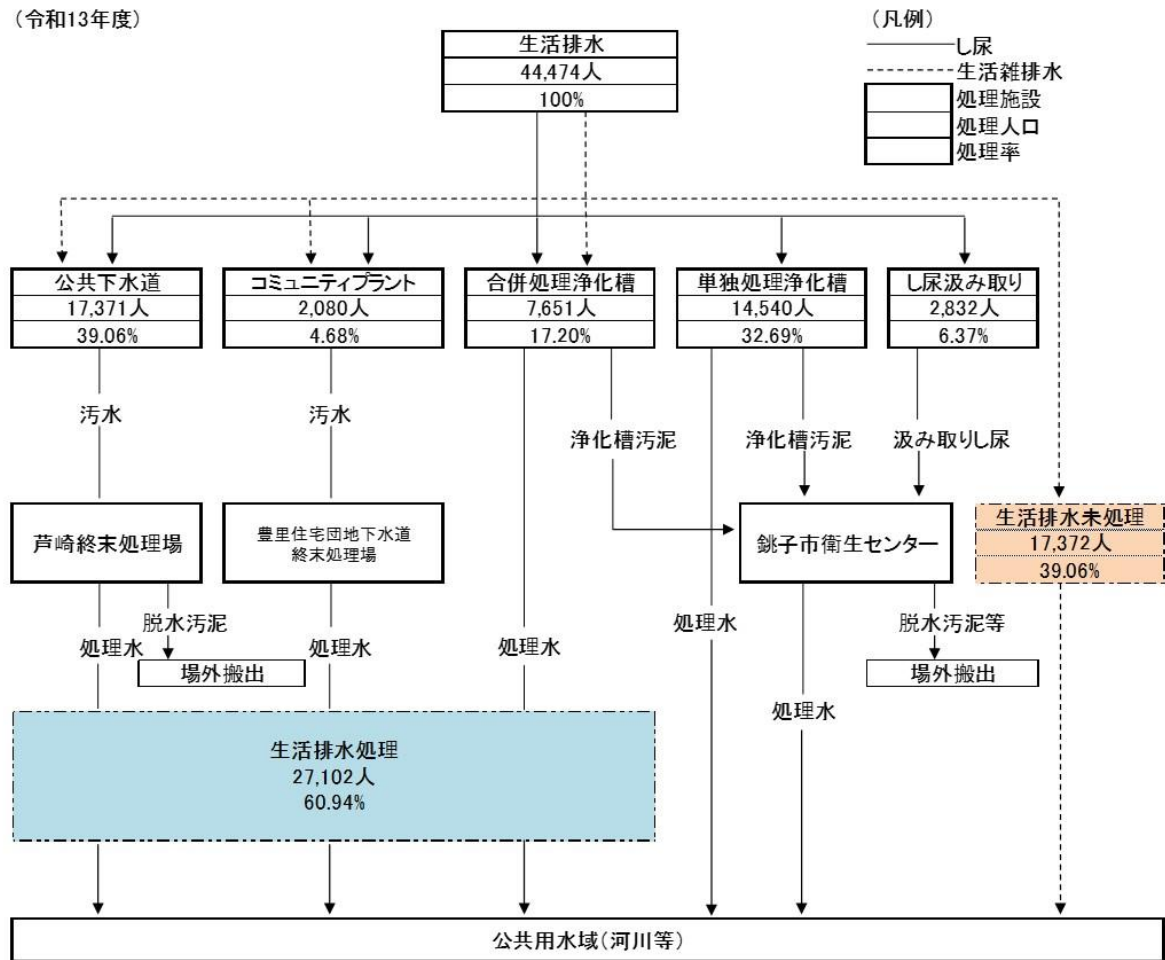 (令和13年度)
(凡例)
し尿
生活雑排水
処理施設
処理人口
処理率
生活排水
44,474人
100%
公共下水道
17,371人
39.06%
コミュニティプラント
2,080人
4.68%
合併処理浄化槽
7,651人
17.20%
単独処理浄化槽
14,540人
32.69%
し尿汲み取り
2,832人
6.37%
汚水
汚水
浄化槽汚泥
浄化槽汚泥
汲み取りし尿
芦崎終末処理場
豊里住宅団地下水道
終末処理場
銚子市衛生センター
生活排水未処理
17,372人
39.06%
脱水汚泥
処理水
場外搬出
処理水
処理水
処理水
脱水汚泥等
場外搬出
処理水
生活排水処理
27,102人
60.94%
公共用水域(河川等)